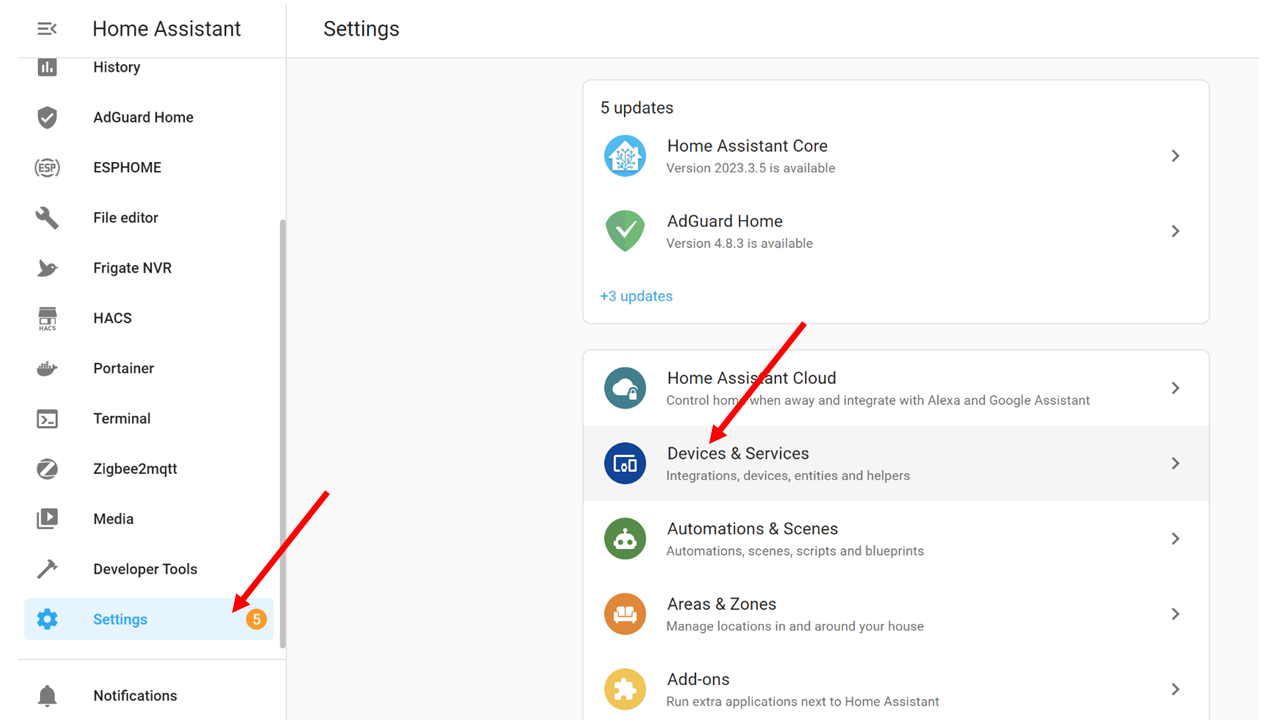 Home Assistant
Settings
History
AdGuard Home
ESP
ESPHOME
File editor
Frigate NVR
HACS
HACS
Portainer
Terminal
Zigbee2mqtt
Media
Developer Tools
Settings
5
Notifications
5 updates
Home Assistant Core
Version 2023.3.5 is available
AdGuard Home
Version 4.8.3 is available
+3 updates
Home Assistant Cloud
Control home when away and integrate with Alexa and Google Assistant
Devices & Services
Integrations, devices, entities and helpers
Automations & Scenes
Automations, scenes, scripts and blueprints
Areas & Zones
Manage locations in and around your house
Add-ons
Run extra applications next to Home Assistant